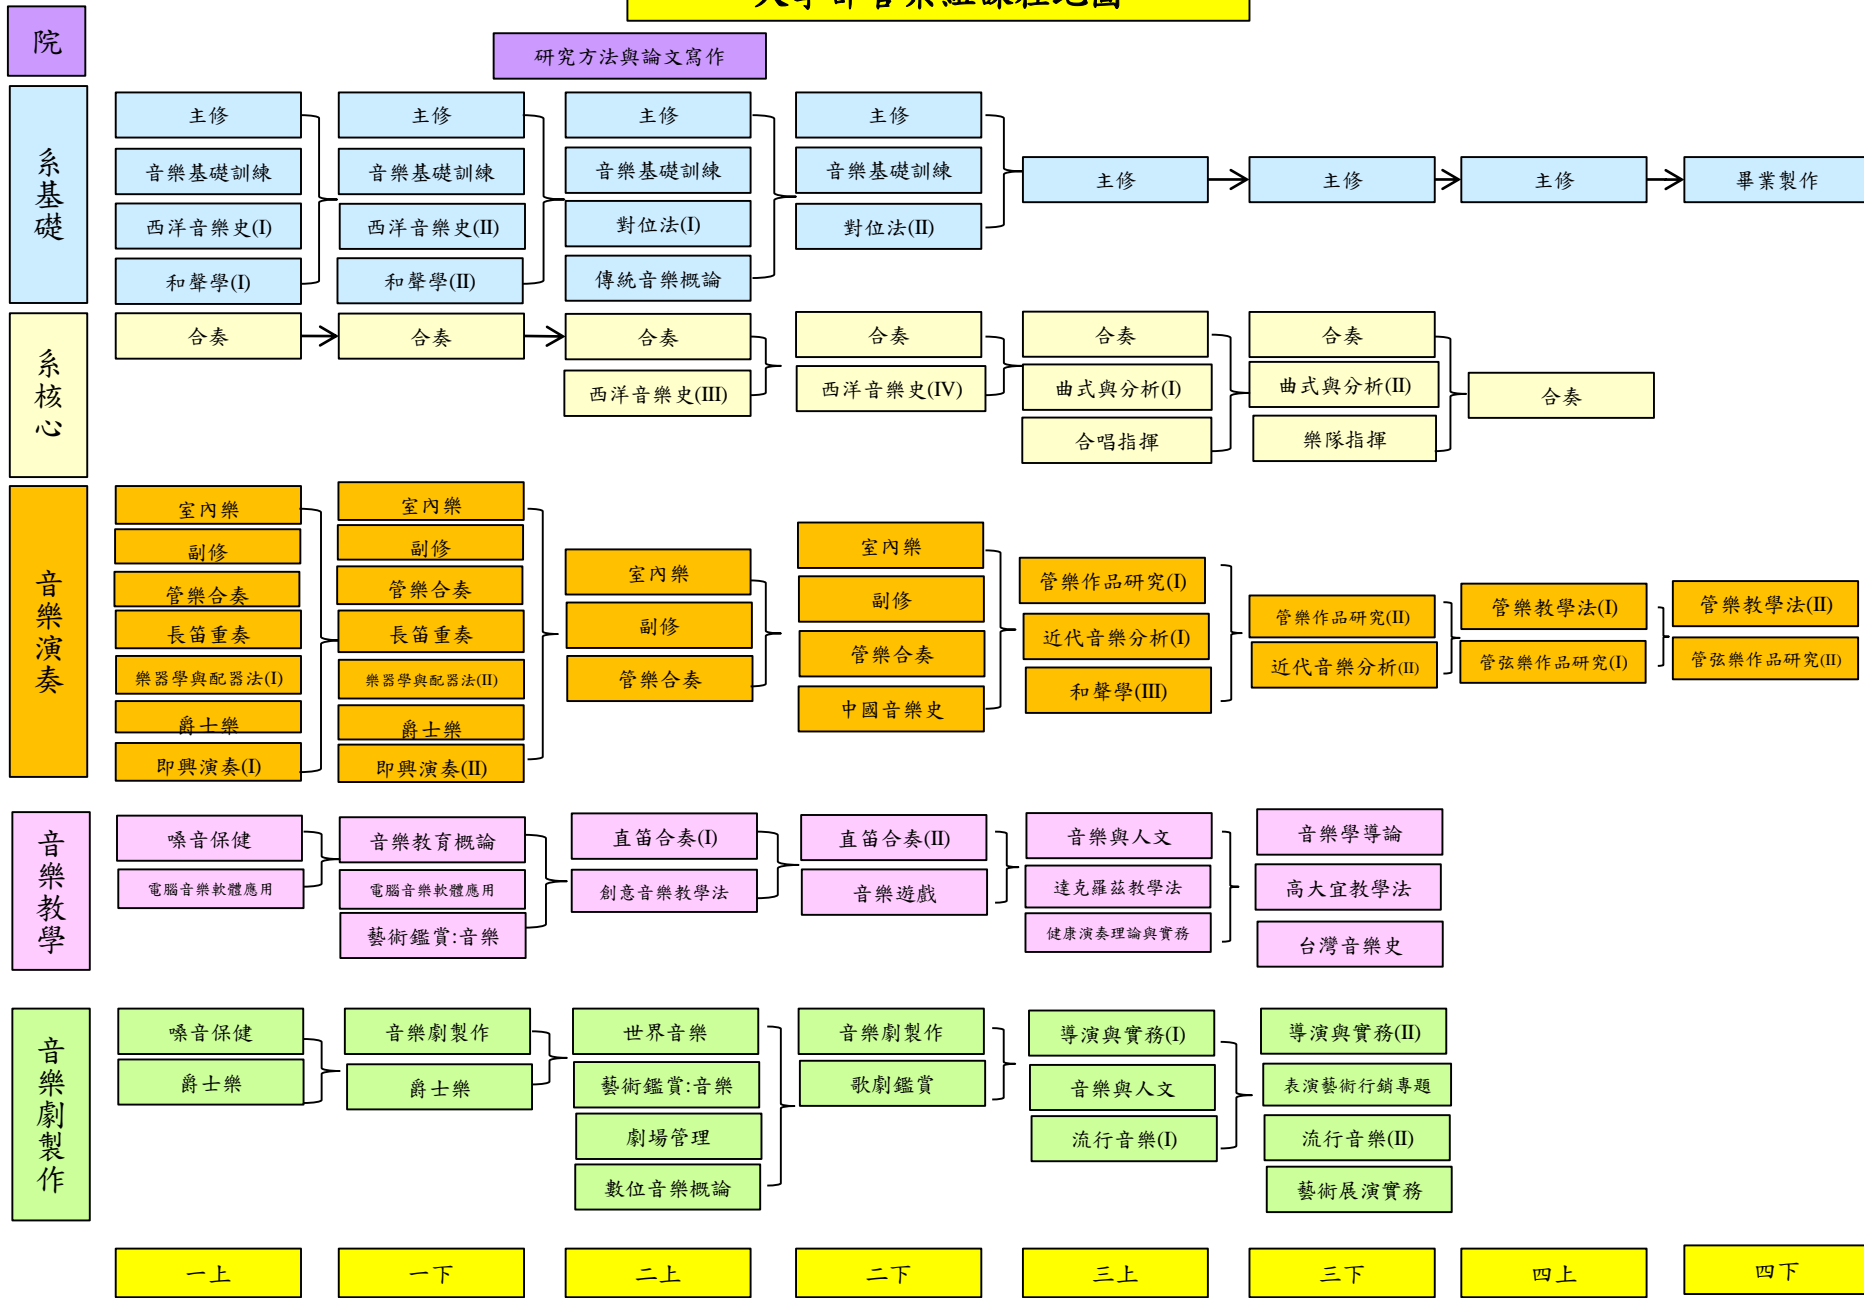 大學部音樂組課程地圖
院
研究方法與論文寫作
系基礎
主修
主修
主修
主修
音樂基礎訓練
音樂基礎訓練
音樂基礎訓練
音樂基礎訓練
主修
主修
主修
畢業製作
西洋音樂史(I)
西洋音樂史(II)
對位法(I)
對位法(II)
和聲學(I)
和聲學(II)
傳統音樂概論
系核心
合奏
合奏
合奏
合奏
合奏
合奏
西洋音樂史(III)
西洋音樂史(IV)
曲式與分析(I)
曲式與分析(II)
合奏
合唱指揮
樂隊指揮
音樂演奏
室內樂
副修
管樂合奏
長笛重奏
樂器學與配器法(I)
爵士樂
即興演奏(I)
室內樂
副修
管樂合奏
長笛重奏
樂器學與配器法(II)
爵士樂
即興演奏(II)
室內樂
副修
管樂合奏
室內樂
副修
管樂合奏
中國音樂史
管樂作品研究(I)
近代音樂分析(I)
和聲學(III)
管樂作品研究(II)
近代音樂分析(II)
管樂教學法(I)
管弦樂作品研究(I)
管樂教學法(II)
管弦樂作品研究(II)
音樂教學
嗓音保健
電腦音樂軟體應用
音樂教育概論
電腦音樂軟體應用
藝術鑑賞:音樂
直笛合奏(I)
創意音樂教學法
直笛合奏(II)
音樂遊戲
音樂與人文
達克羅茲教學法
健康演奏理論與實務
音樂學導論
高大宜教學法
台灣音樂史
音樂劇製作
嗓音保健
爵士樂
音樂劇製作
爵士樂
世界音樂
藝術鑑賞:音樂
劇場管理
數位音樂概論
音樂劇製作
歌劇鑑賞
導演與實務(I)
音樂與人文
流行音樂(I)
導演與實務(II)
表演藝術行銷專題
流行音樂(II)
藝術展演實務
一上
一下
二上
二下
三上
三下
四上
四下